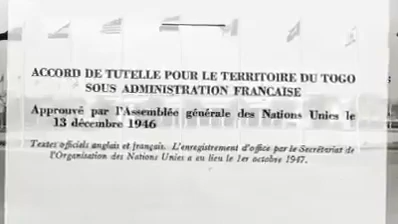 ACCORD DE TUTELLE POUR LE TERRITOIRE DU TOGO
SOUS ADMINISTRATION FRANÇAISE
Approuvé par l'Assemblée générale des Nations Unies le
13 décembre 1946
Textes officiels anglais et français. L'enregistrement d'office par le Secrétariat de
l'Organisation des Nations Unies a eu lieu le 1er octobre 1947.